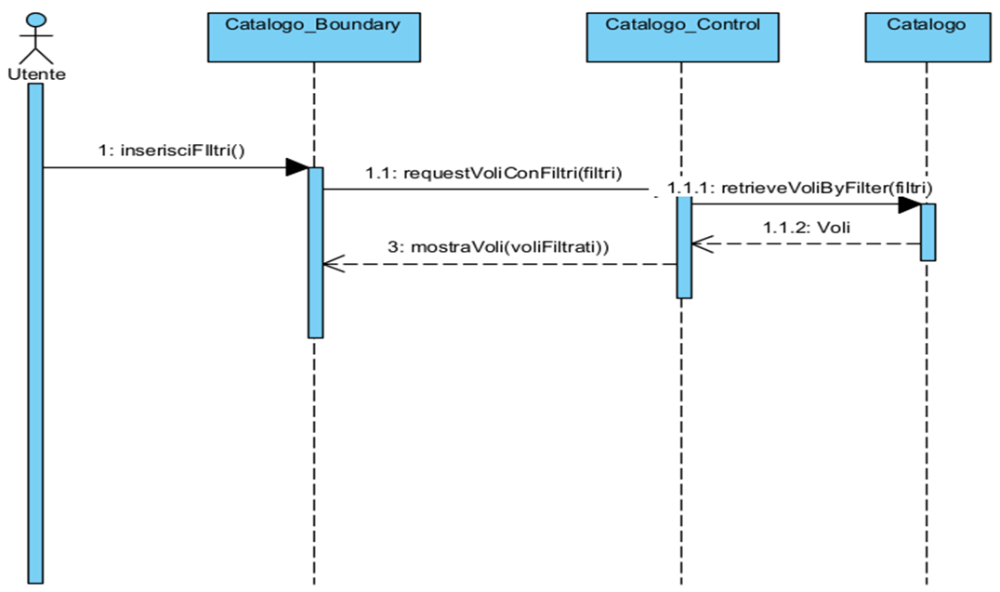 Catalogo_Boundary
Catalogo_Control
Catalogo
Utente
1: inserisciFIltri()
1.1: requestVoliConFiltri(filtri)
1.1.1: retrieveVoliByFilter(filtri)
1.1.2: Voli
3: mostraVoli(voliFiltrati))